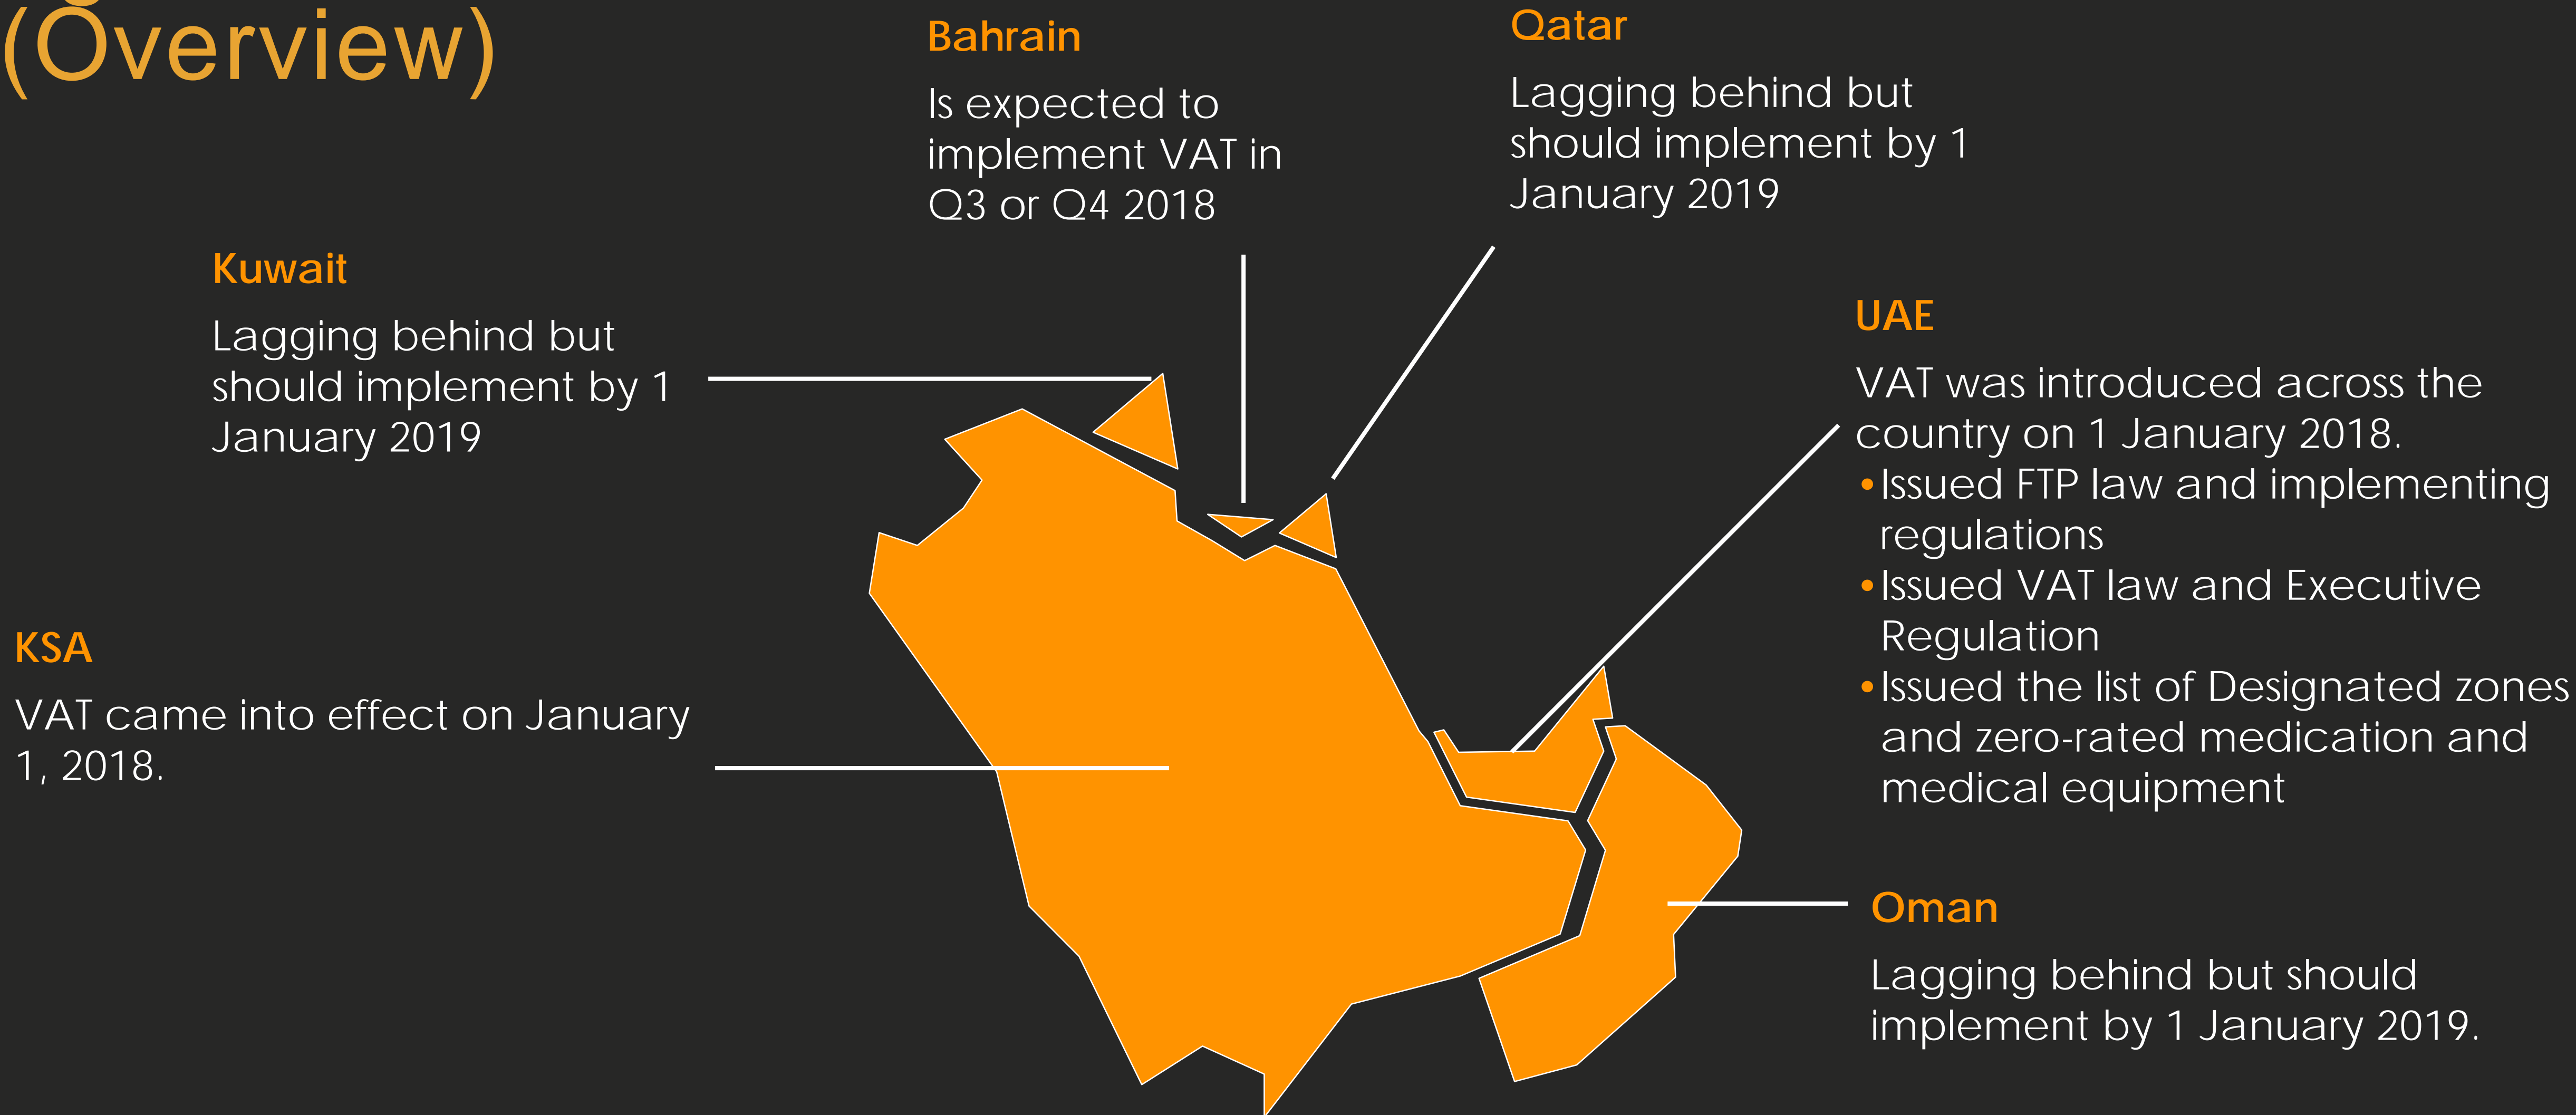 (Overview)
Bahrain
Is expected to
implement VAT in
Q3 or Q4 2018
Qatar
Lagging behind but
should implement by 1
January 2019
Kuwait
Lagging behind but
should implement by 1
January 2019
UAE
VAT was introduced across the
country on 1 January 2018.
•Issued FTP law and implementing
regulations
•Issued VAT law and Executive
Regulation
•Issued the list of Designated zones
and zero-rated medication and
medical equipment
KSA
VAT came into effect on January
1, 2018.
Oman
Lagging behind but should
implement by 1 January 2019.